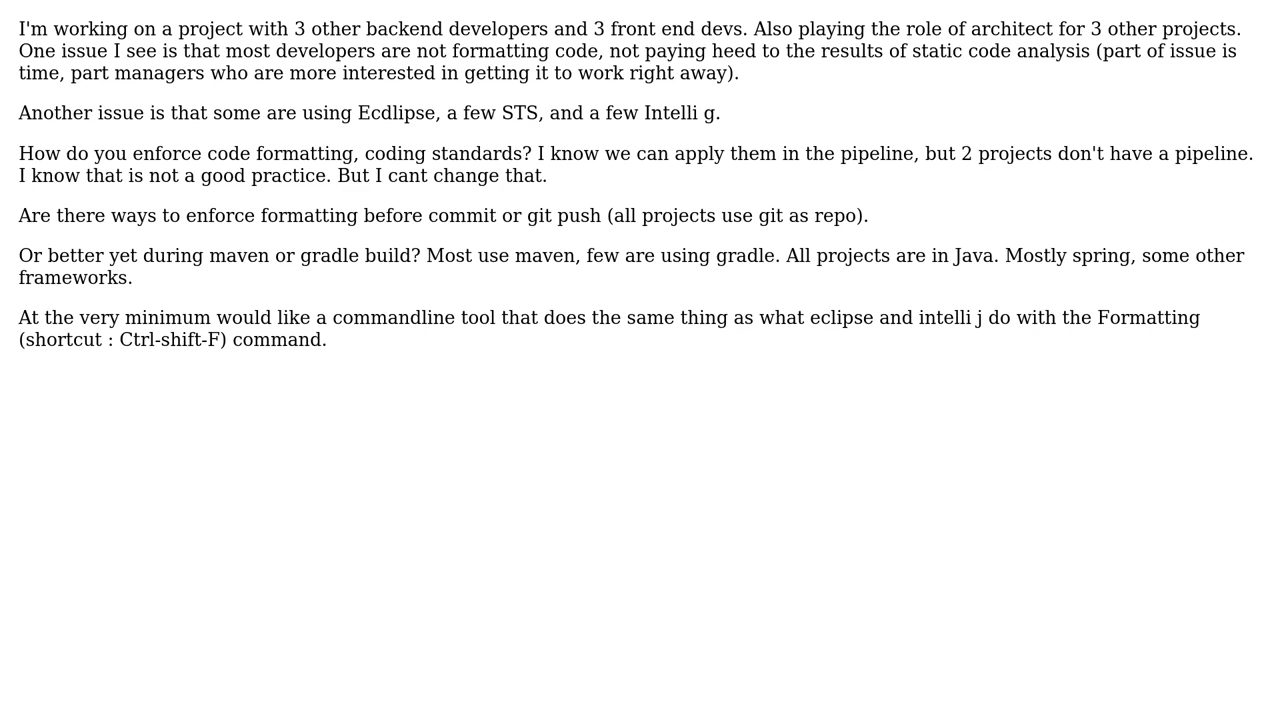 I'm working on a project with 3 other backend developers and 3 front end devs. Also playing the role of architect for 3 other projects.
One issue I see is that most developers are not formatting code, not paying heed to the results of static code analysis (part of issue is
time, part managers who are more interested in getting it to work right away).
Another issue is that some are using Ecdlipse, a few STS, and a few Intelli g.
How do you enforce code formatting, coding standards? I know we can apply them in the pipeline, but 2 projects don't have a pipeline.
I know that is not a good practice. But I cant change that.
Are there ways to enforce formatting before commit or git push (all projects use git as repo).
Or better yet during maven or gradle build? Most use maven, few are using gradle. All projects are in Java. Mostly spring, some other
frameworks.
At the very minimum would like a commandline tool that does the same thing as what eclipse and intelli j do with the Formatting
(shortcut : Ctrl-shift-F) command.